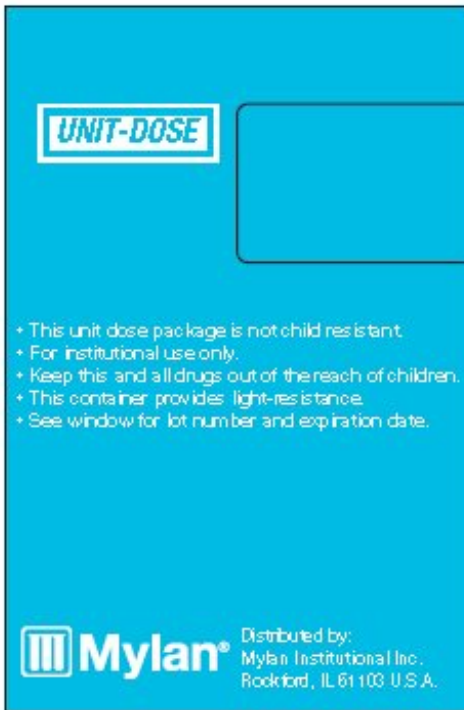 UNIT-DOSE
• This unit dose package is not child resistant.
• For institutional use only.
• Keep this and all drugs out of the reach of children.
• This container provides light-resistance.
• See window for lot number and expiration date.
Mylan®
Distributed by:
Mylan Institutional Inc.
Rockford, IL 61103 U.S.A.